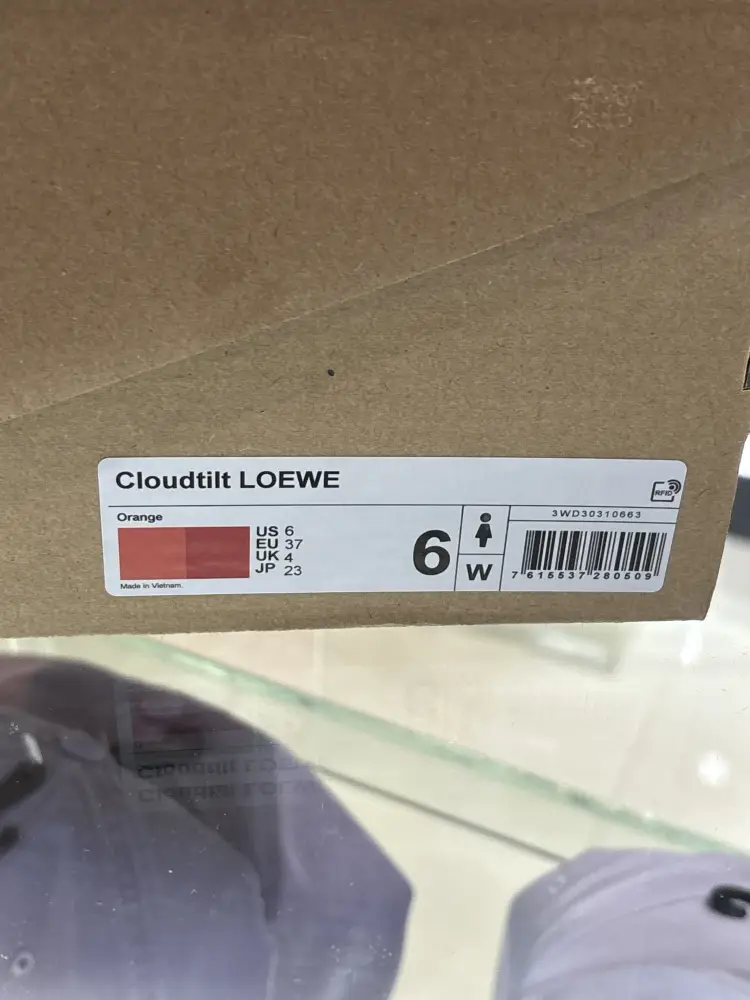 Cloudtilt LOEWE
RFID
Orange
US 6
EU 37
UK 4
JP 23
Made in Vietnam.
6
W
3WD30310663
7 615537 280509